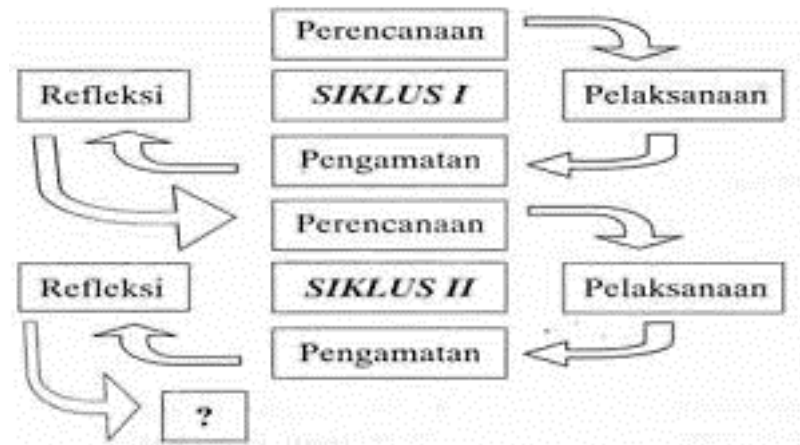 Perencanaan
Refleksi
SIKLUS I
Pelaksanaan
Pengamatan
Perencanaan
Refleksi
SIKLUS II
Pelaksanaan
Pengamatan
?